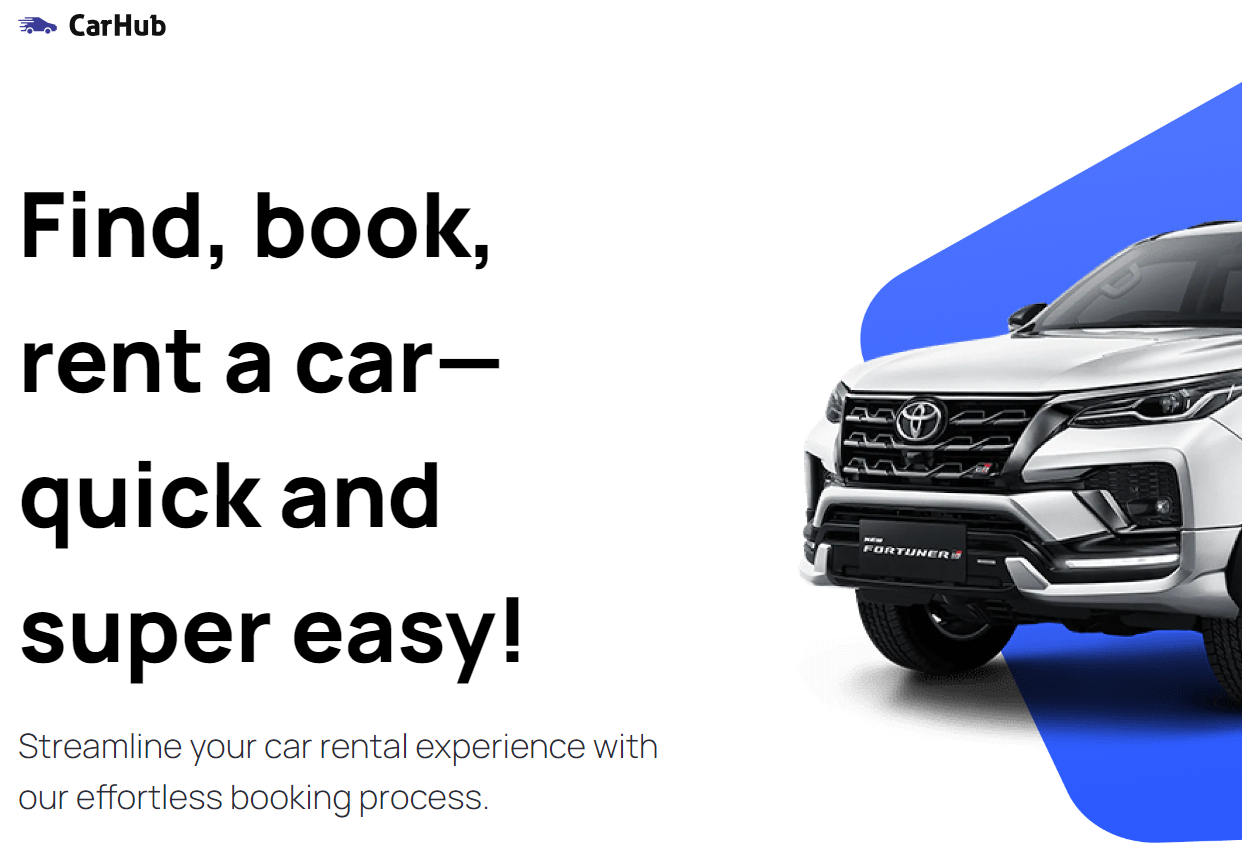 CarHub
Find, book,
rent a car—
quick and
super easy!
Streamline your car rental experience with
our effortless booking process.
NEW
FORTUNER